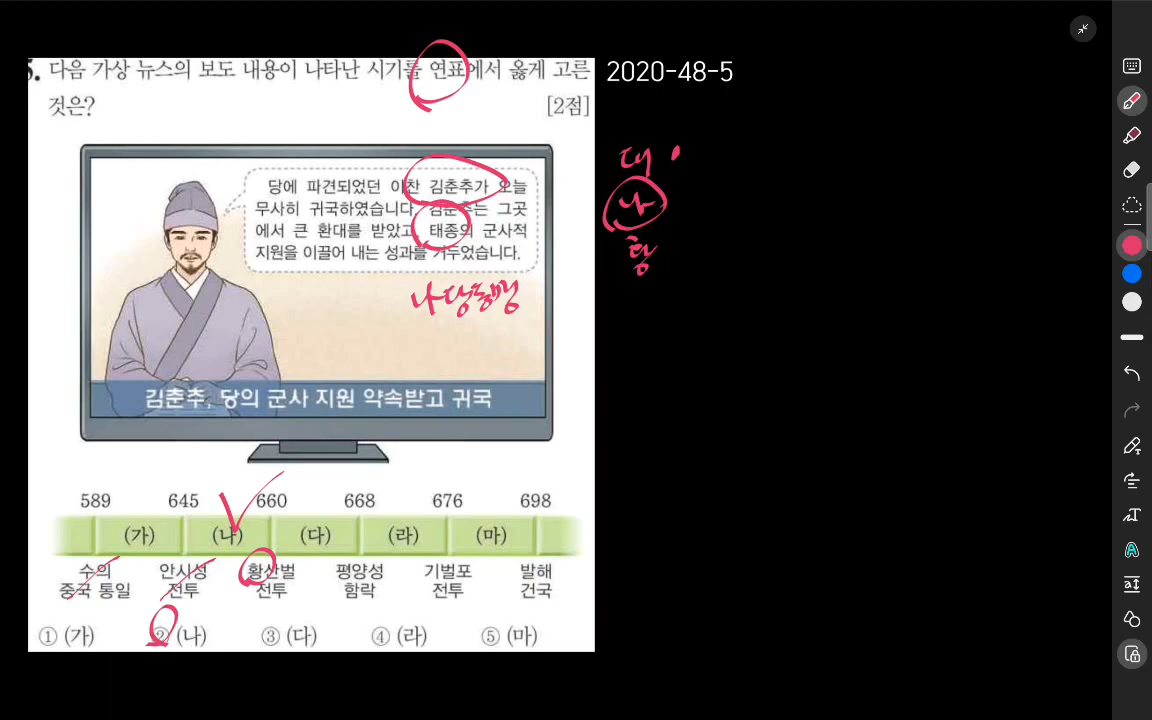 5. 다음 가상 뉴스의 보도 내용이 나타난 시기를 연표에서 옳게 고른
것은? [2점]
2020-48-5
당에 파견되었던 이찬 김춘추가 오늘
무사히 귀국하였습니다. 김춘추는 그곳
에서 큰 환대를 받았고, 태종의 군사적
지원을 이끌어 내는 성과를 거두었습니다.
대
나
황
나당동맹
김춘추, 당의 군사 지원 약속받고 귀국
589 645 660 668 676 698
(가) (나) (다) (라) (마)
수의 안시성 황산벌 평양성 기벌포 발해
중국 통일 전투 전투 함락 전투 건국
① (가) ② (나) ③ (다) ④ (라) ⑤ (마)